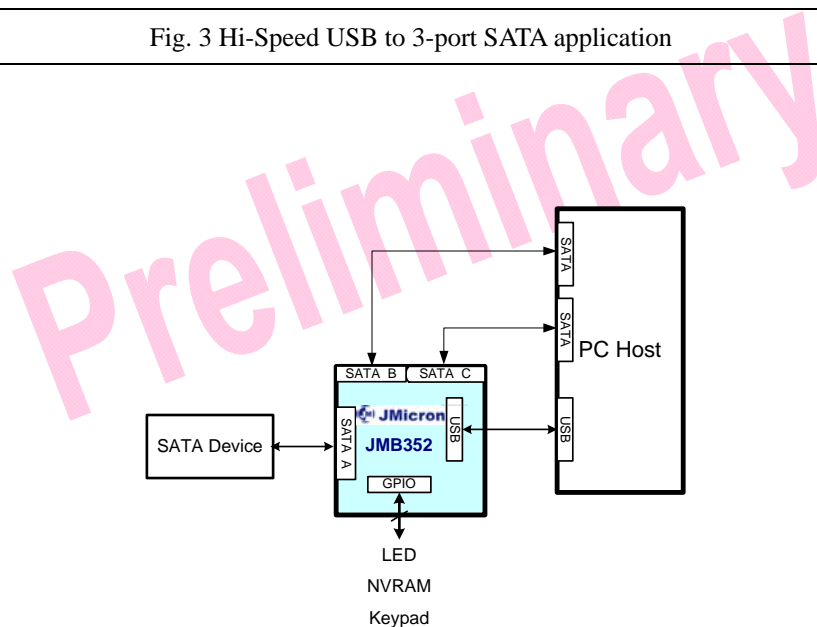 Fig. 3 Hi-Speed USB to 3-port SATA application
Preliminary
SATA
SATA
PC Host
SATA B
SATA C
JMicron
USB
USB
SATA Device
SATA A
JMB352
GPIO
LED
NVRAM
Keypad